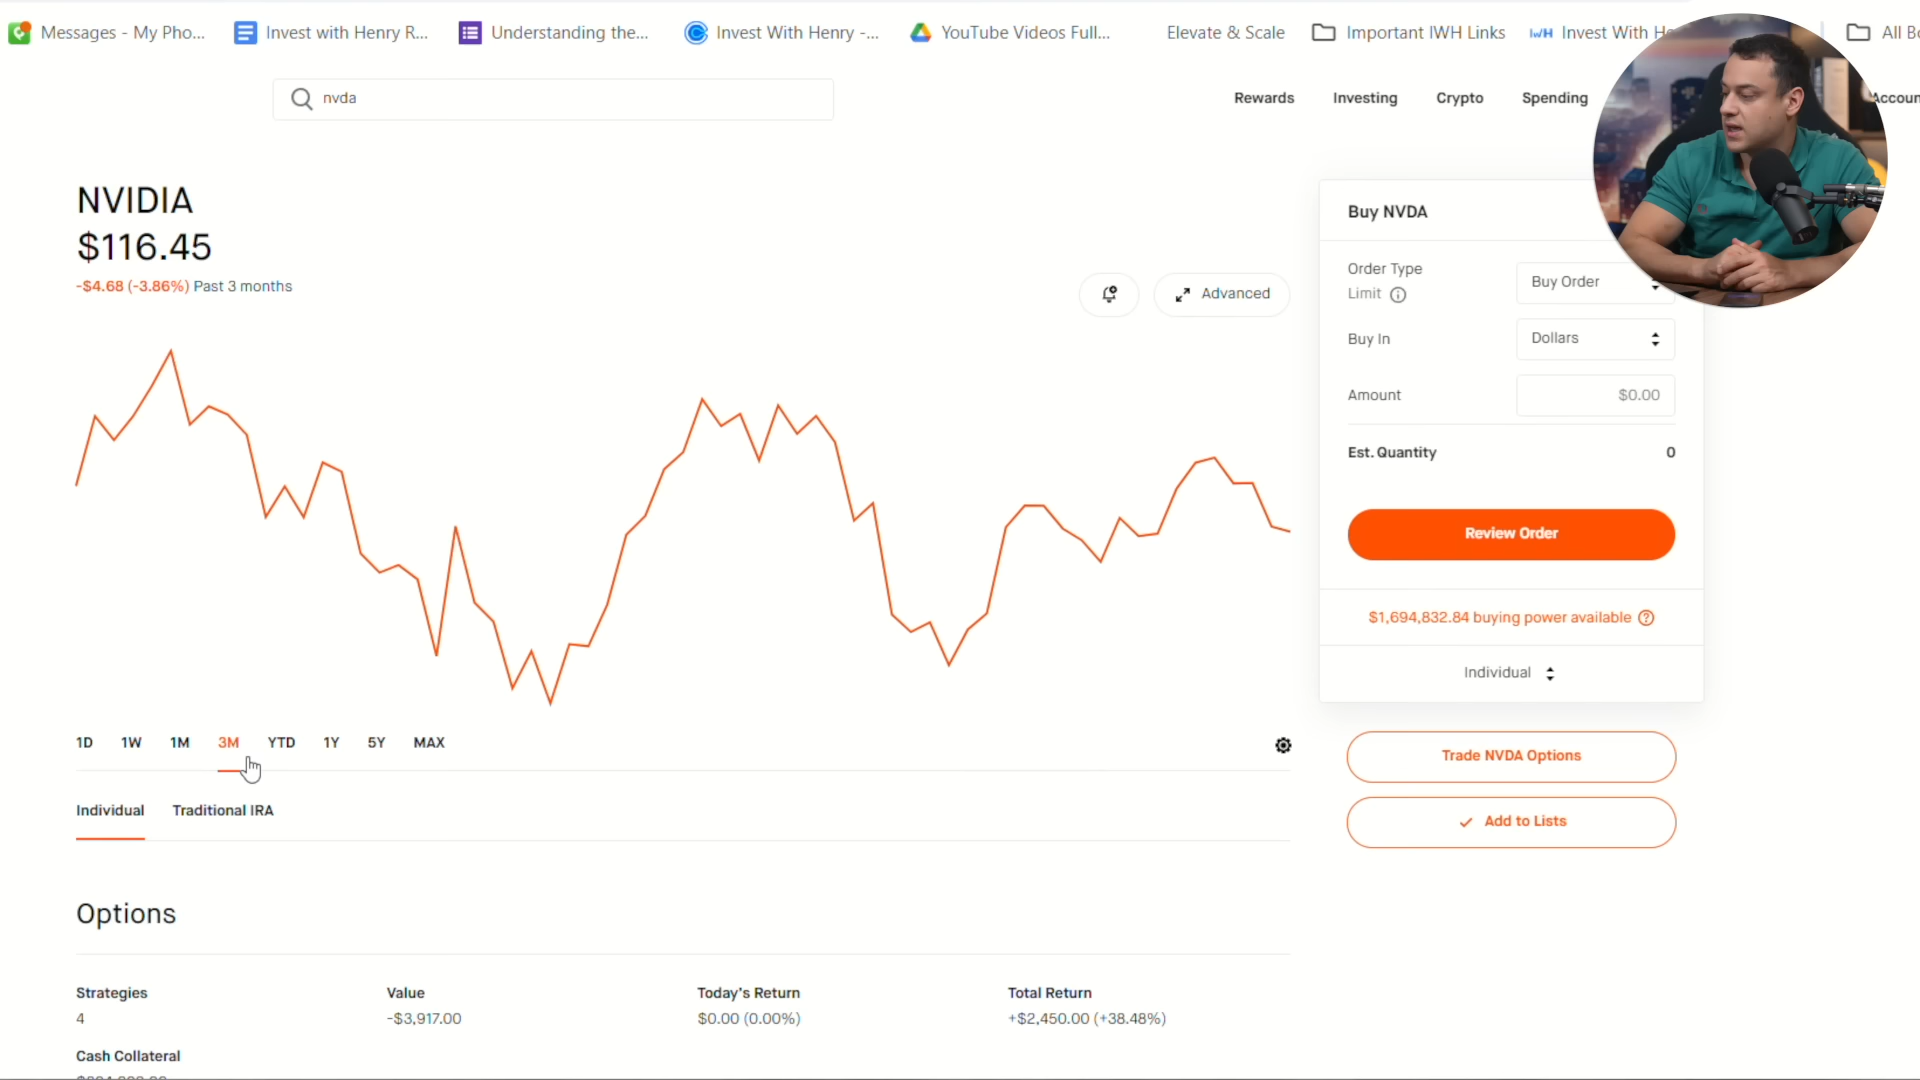 Messages - My Pho... Invest with Henry R... Understanding the... Invest With Henry -... YouTube Videos Full... Elevate & Scale Important IWH Links IWH Invest With He All Bo
nvda
Rewards Investing Crypto Spending Accoun
NVIDIA
$116.45
-$4.68 (-3.86%) Past 3 months
Advanced
Buy NVDA
Order Type
Limit
Buy Order
Buy In Dollars
Amount $0.00
Est. Quantity 0
Review Order
$1,694,832.84 buying power available
Individual
1D 1W 1M 3M YTD 1Y 5Y MAX
Trade NVDA Options
Individual Traditional IRA
Add to Lists
Options
Strategies Value Today's Return Total Return
4 -$3,917.00 $0.00 (0.00%) +$2,450.00 (+38.48%)
Cash Collateral